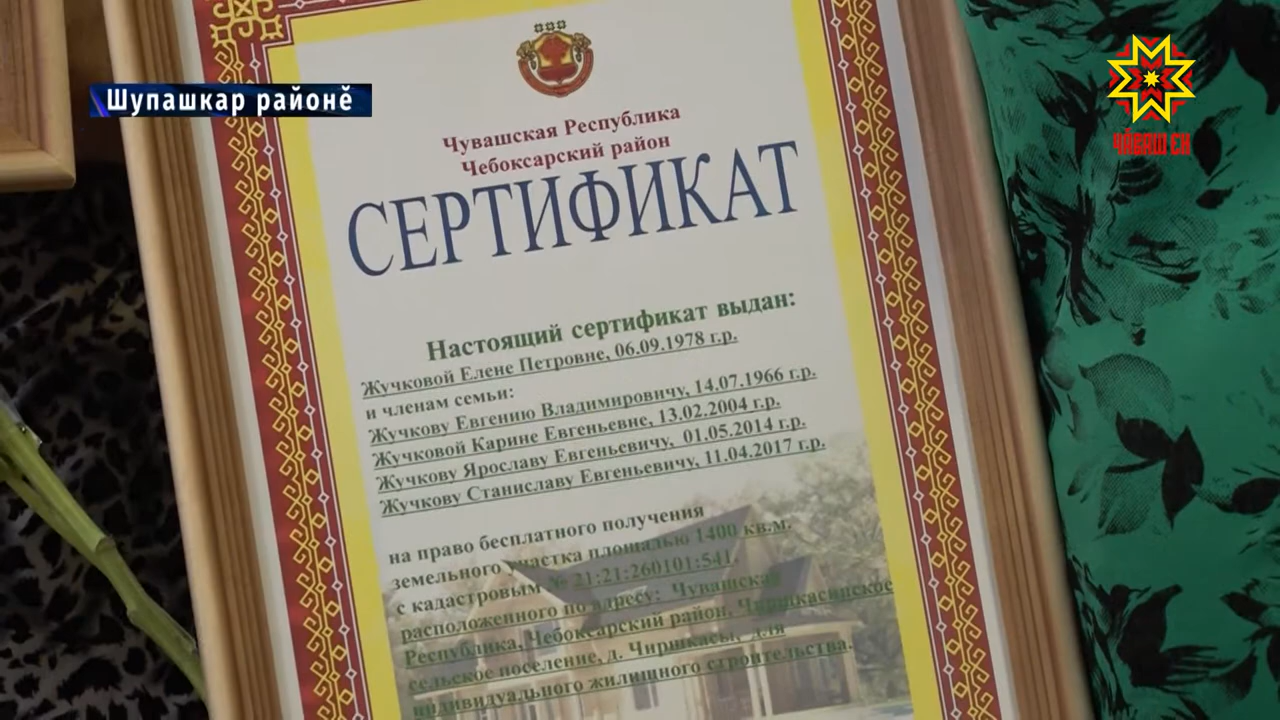 Шупашкар районӗ
ЧӐВАШ ЕН
Чувашская Республика
Чебоксарский район
СЕРТИФИКАТ
Настоящий сертификат выдан:
Жучковой Елене Петровне, 06.09.1978 г.р.
и членам семьи:
Жучкову Евгению Владимировичу, 14.07.1966 г.р.
Жучковой Карине Евгеньевне, 13.02.2004 г.р.
Жучкову Ярославу Евгеньевичу, 01.05.2014 г.р.
Жучкову Станиславу Евгеньевичу, 11.04.2017 г.р.
на право бесплатного получения
земельного участка площадью 1400 кв.м.
с кадастровым № 21:21:260101:541,
расположенного по адресу: Чувашская
Республика, Чебоксарский район, Чиршкасинское
сельское поселение, д. Чиршкасы, для
индивидуального жилищного строительства.